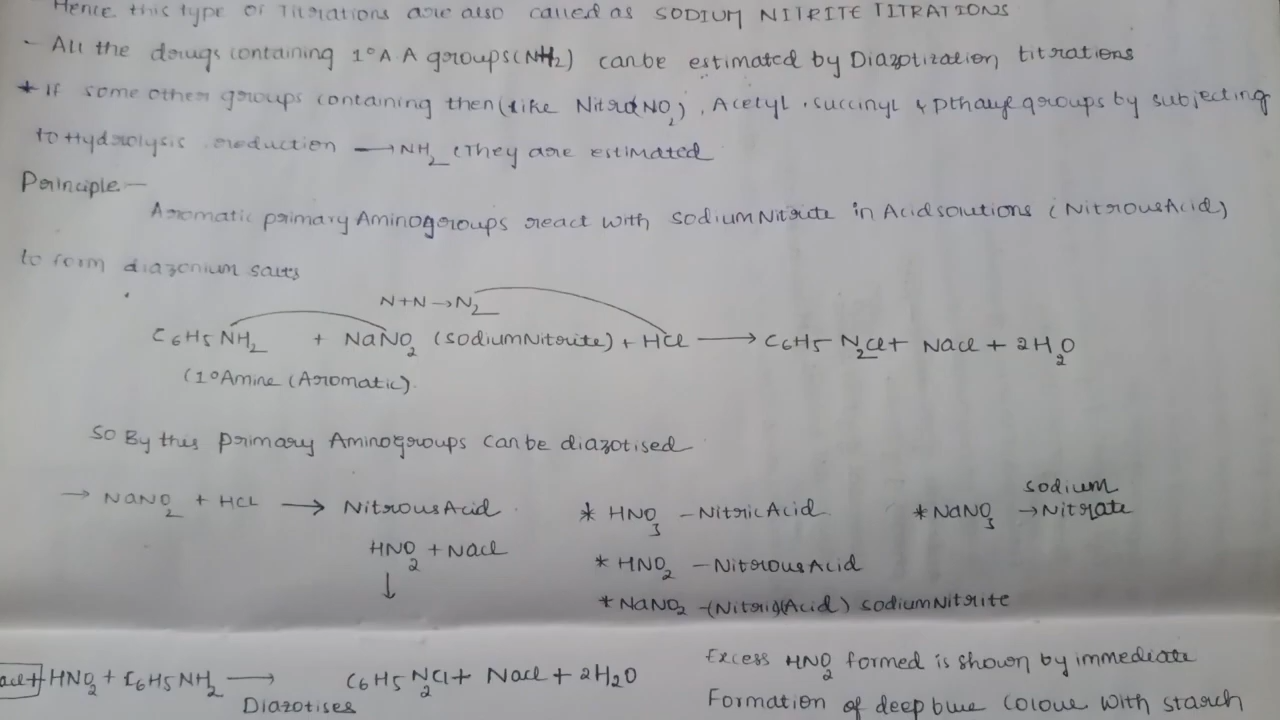 Hence this type of Titrations are also called as SODIUM NITRITE TITRATIONS
- All the drugs containing 1° A.A groups (NH2) can be estimated by Diazotization titrations
* If some other groups containing then (like Nitro (NO2), Acetyl, succinyl & pthalyl groups by subjecting
to Hydrolysis reduction → NH2 (They are estimated
Principle :-
Aromatic primary Amino groups react with sodium Nitrite in Acid solutions (Nitrous Acid)
to form diazonium salts
N+N → N2
C6H5 NH2 + NaNO2 (sodium Nitrite) + HCl → C6H5 N2Cl + NaCl + 2H2O
(1° Amine (Aromatic).
So By this primary Amino groups can be diazotised
→ NaNO2 + HCl → Nitrous Acid * HNO3 - Nitric Acid * NaNO3 → sodium Nitrate
HNO2 + NaCl * HNO2 - Nitrous Acid
↓ * NaNO2 - (Acid) sodium Nitrite
+ HNO2 + C6H5 NH2 → C6H5 N2Cl + NaCl + 2H2O
Diazotises
Excess HNO2 formed is shown by immediate
Formation of deep blue colour with starch